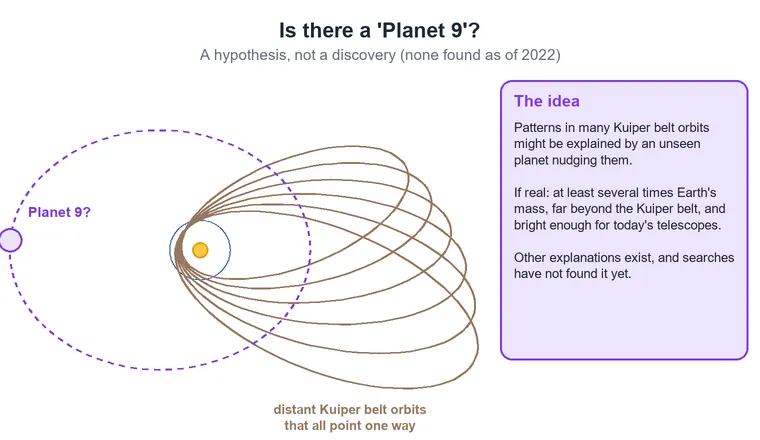 Is there a 'Planet 9'?
A hypothesis, not a discovery (none found as of 2022)
The idea
Patterns in many Kuiper belt orbits
might be explained by an unseen
planet nudging them.
If real: at least several times Earth's
mass, far beyond the Kuiper belt, and
bright enough for today's telescopes.
Other explanations exist, and searches
have not found it yet.
Planet 9?
distant Kuiper belt orbits
that all point one way